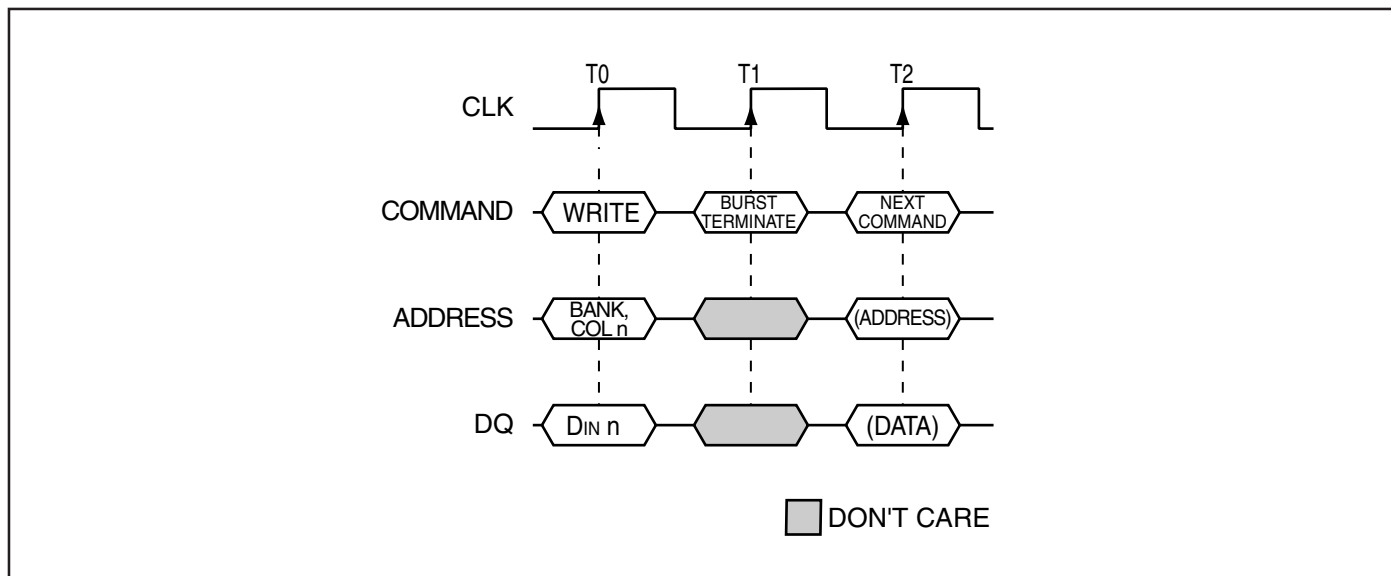 T0 T1 T2
CLK
COMMAND WRITE BURST TERMINATE NEXT COMMAND
ADDRESS BANK, COL n (ADDRESS)
DQ DIN n (DATA)
DON'T CARE